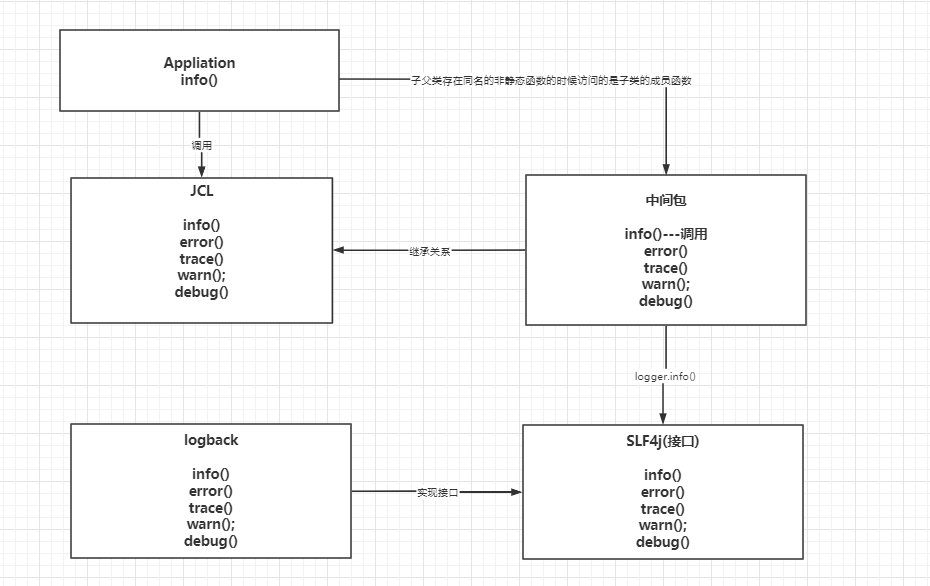 Appliation
info()
子父类存在同名的非静态函数的时候访问的是子类的成员函数
调用
JCL
info()
error()
trace()
warn();
debug()
继承关系
中间包
info()---调用
error()
trace()
warn();
debug()
logger.info()
logback
info()
error()
trace()
warn();
debug()
实现接口
SLF4j(接口)
info()
error()
trace()
warn();
debug()